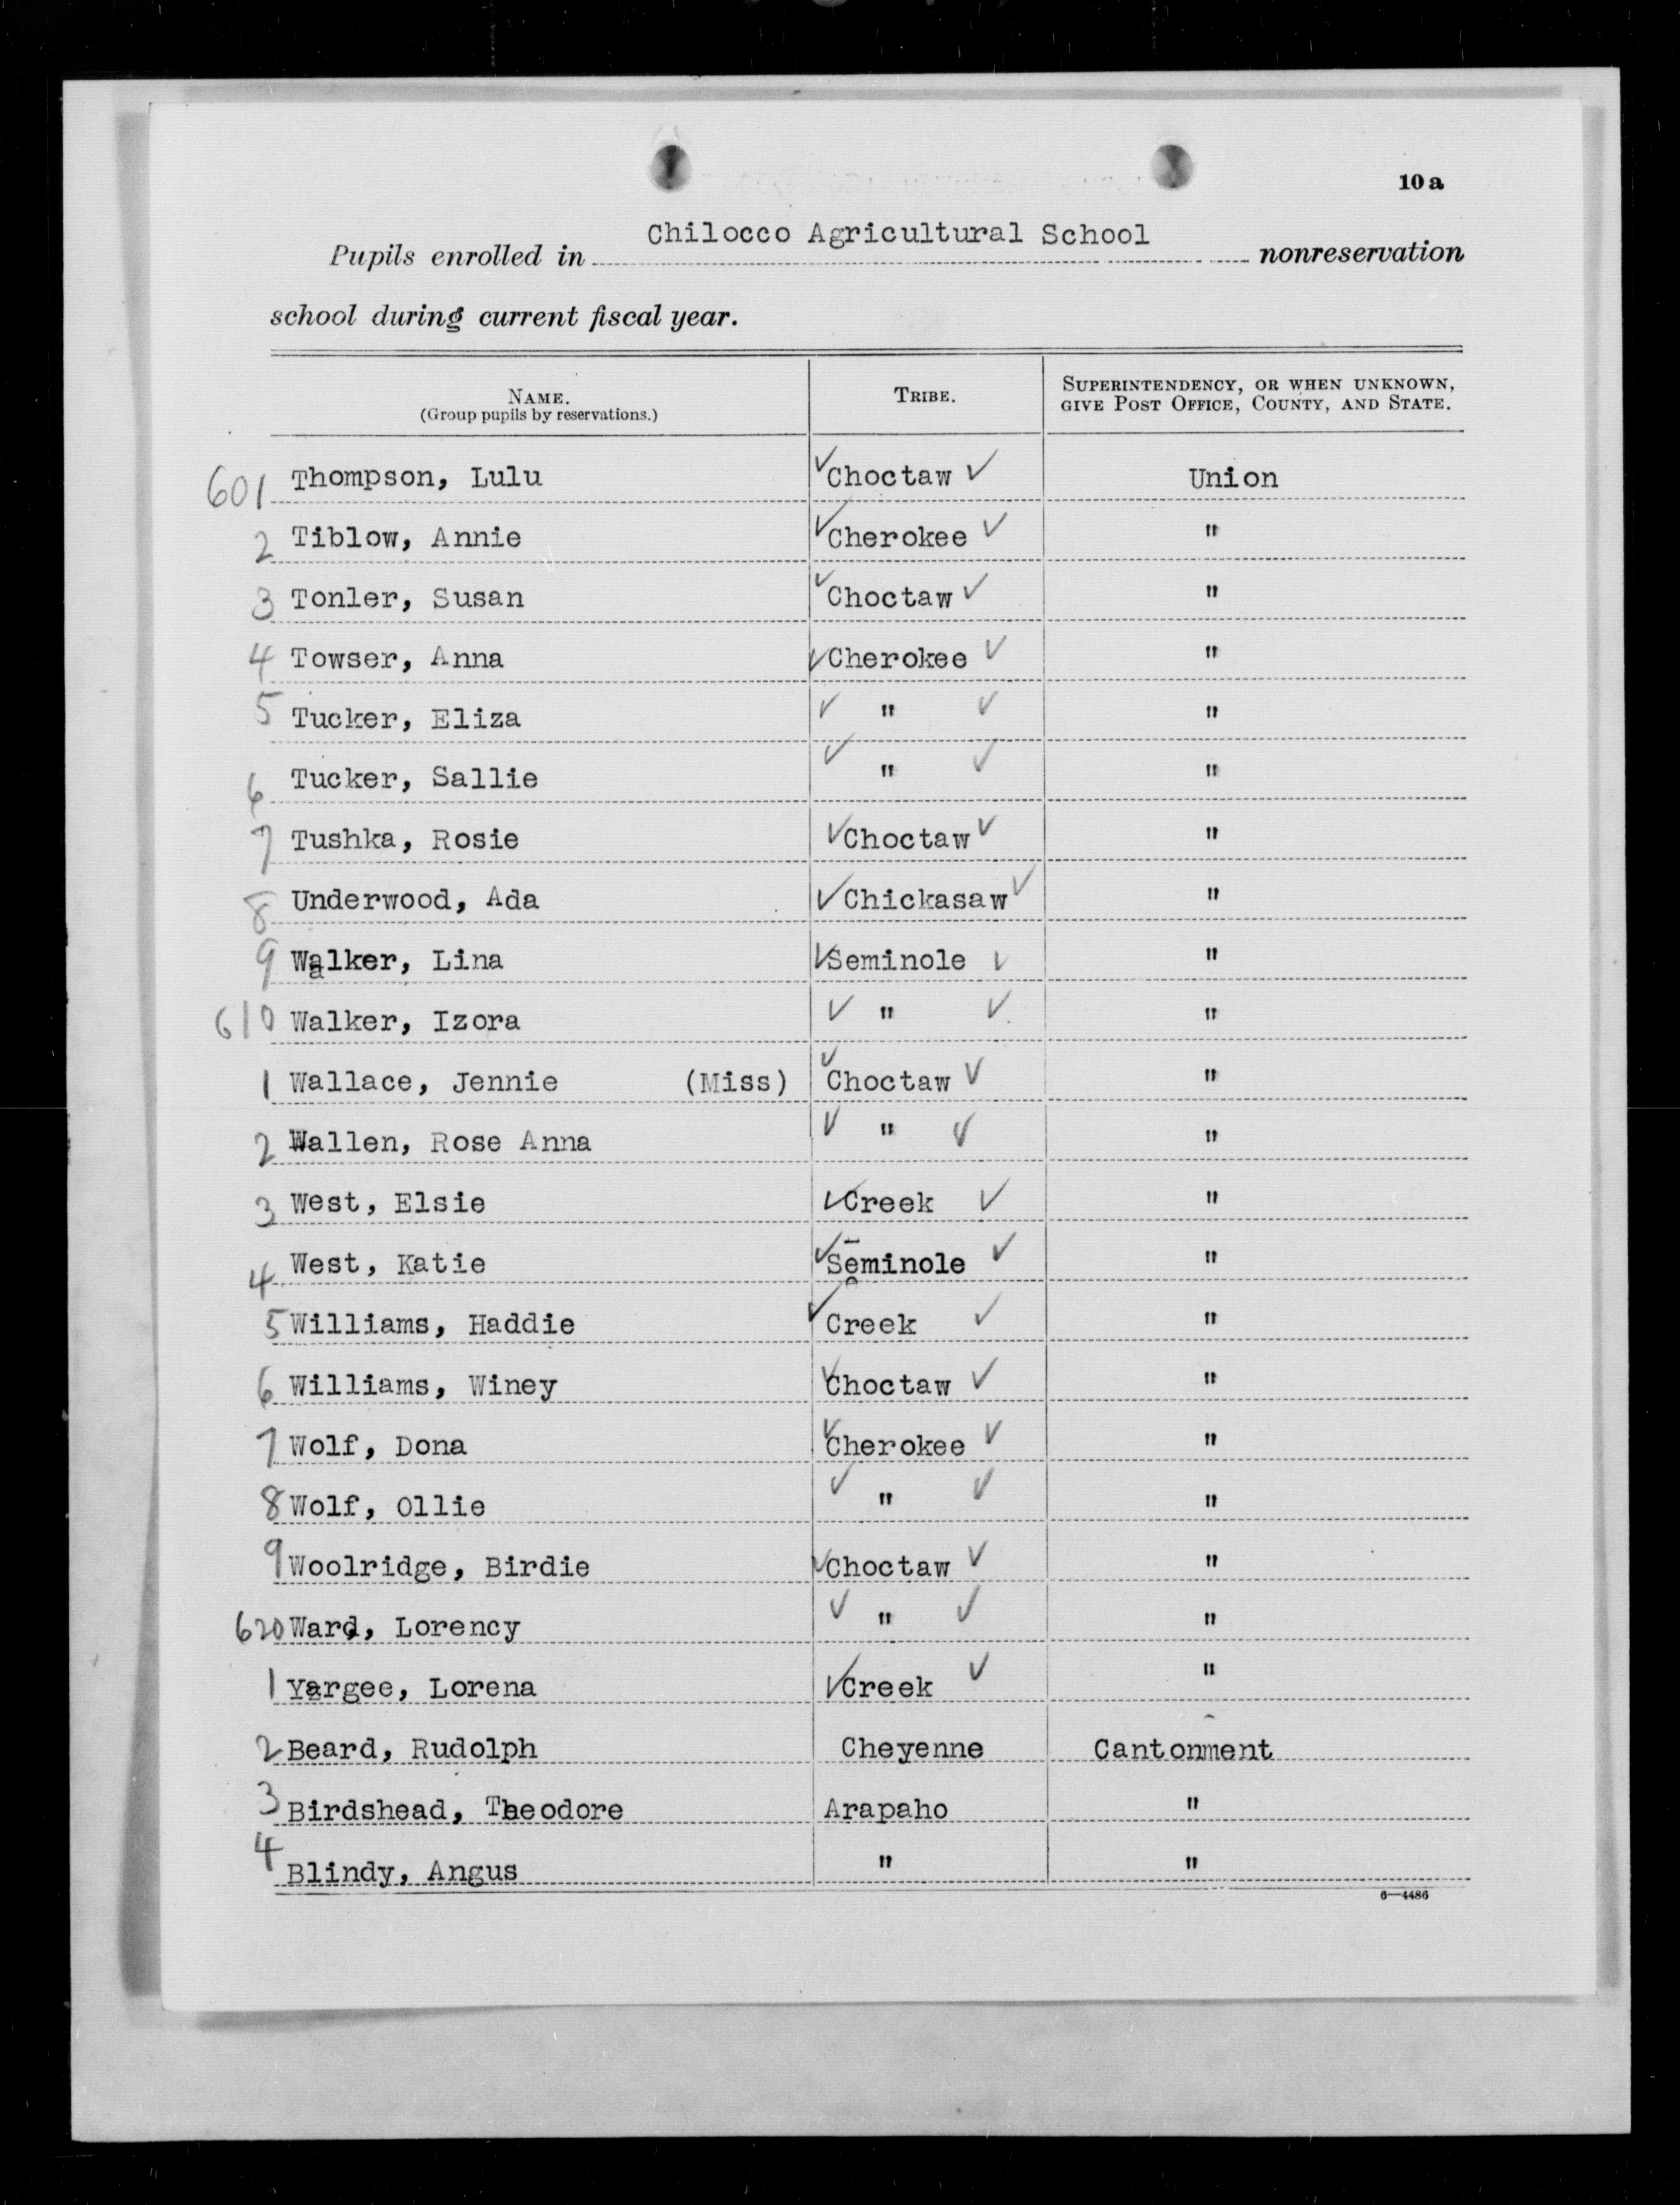 10a
Chilocco Agricultural School
Pupils enrolled in nonreservation
school during current fiscal year.
NAME. TRIBE. SUPERINTENDENCY, OR WHEN UNKNOWN,
(Group pupils by reservations.) GIVE POST OFFICE, COUNTY, AND STATE.
601 Thompson, Lulu ✓ Choctaw ✓ Union
2 Tiblow, Annie ✓ Cherokee ✓ "
3 Tonler, Susan ✓ Choctaw ✓ "
4 Towser, Anna ✓ Cherokee ✓ "
5 Tucker, Eliza ✓ " ✓ "
6 Tucker, Sallie ✓ " ✓ "
7 Tushka, Rosie ✓ Choctaw ✓ "
8 Underwood, Ada ✓ Chickasaw ✓ "
9 Walker, Lina ✓ Seminole ✓ "
610 Walker, Izora ✓ " ✓ "
1 Wallace, Jennie (Miss) ✓ Choctaw ✓ "
2 Wallen, Rose Anna ✓ " ✓ "
3 West, Elsie ✓ Creek ✓ "
4 West, Katie ✓ Seminole ✓ "
5 Williams, Haddie ✓ Creek ✓ "
6 Williams, Winey ✓ Choctaw ✓ "
7 Wolf, Dona ✓ Cherokee ✓ "
8 Wolf, Ollie ✓ " ✓ "
9 Woolridge, Birdie ✓ Choctaw ✓ "
620 Ward, Lorency ✓ " ✓ "
1 Yargee, Lorena ✓ Creek ✓ "
2 Beard, Rudolph Cheyenne Cantonment
3 Birdshead, Theodore Arapaho "
4 Blindy, Angus " "
6—4486